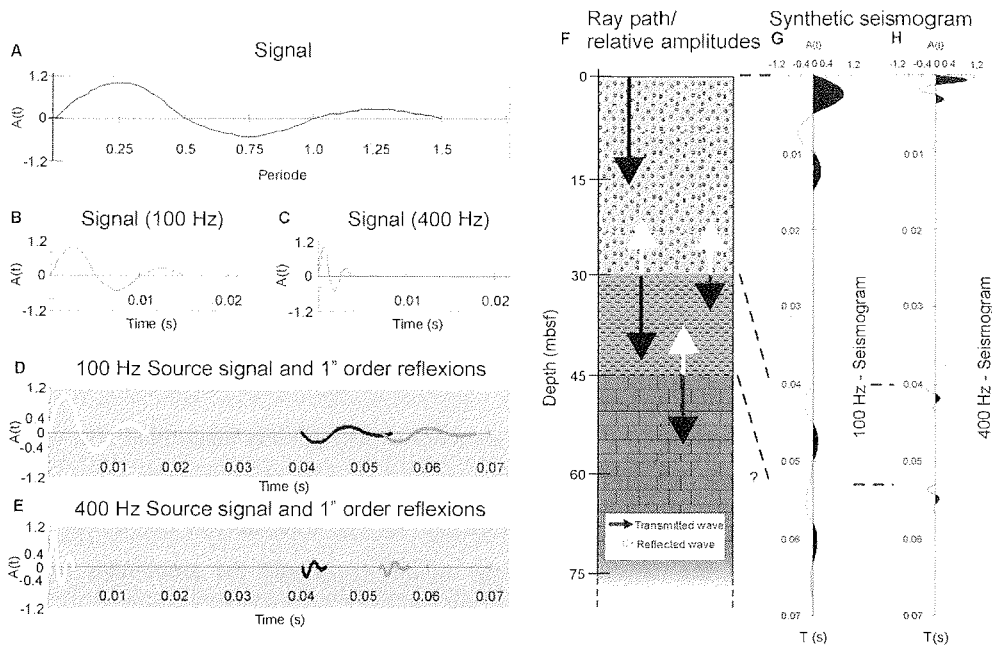 A
Signal
1.2
0
-1.2
A(t)
0.25 0.5 0.75 1.0 1.25 1.5
Periode
B
Signal (100 Hz)
1.2
0
-1.2
A(t)
0.01 0.02
Time (s)
C
Signal (400 Hz)
1.2
0
-1.2
A(t)
0.01 0.02
Time (s)
D
100 Hz Source signal and 1" order reflexions
1.2
0.4
-0.4
-1.2
A(t)
0.01 0.02 0.03 0.04 0.05 0.06 0.07
Time (s)
E
400 Hz Source signal and 1" order reflexions
1.2
0.4
-0.4
-1.2
A(t)
0.01 0.02 0.03 0.04 0.05 0.06 0.07
Time (s)
Ray path/
F relative amplitudes
0
15
30
45
60
75
Depth (mbsf)
Transmitted wave
Reflected wave
?
Synthetic seismogram
G
A(t)
-1.2 -0.4 0 0.4 1.2
0.01
0.02
0.03
0.04
0.05
0.06
0.07
T (s)
100 Hz - Seismogram
H
A(t)
-1.2 -0.4 0 0.4 1.2
0.01
0.02
0.03
0.04
0.05
0.06
0.07
T(s)
400 Hz - Seismogram